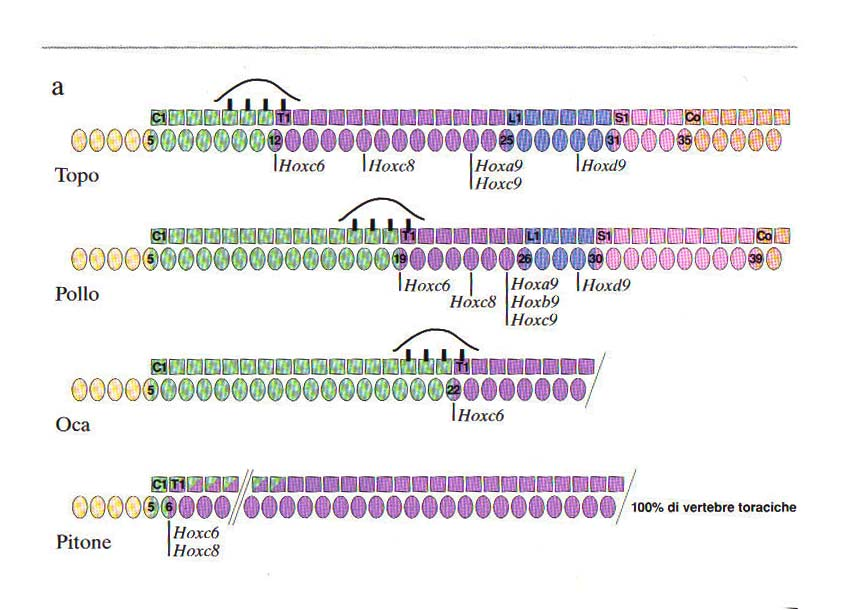 a
C1 T1 L1 S1 Co
5 12 25 31 35
Topo
Hoxc6 Hoxc8 Hoxa9 Hoxd9
Hoxc9
C1 T1 L1 S1 Co
5 19 26 30 39
Pollo
Hoxc6 Hoxa9 Hoxd9
Hoxc8 Hoxb9
Hoxc9
C1 T1
5 22
Hoxc6
Oca
C1 T1
5 6 100% di vertebre toraciche
Pitone
Hoxc6
Hoxc8